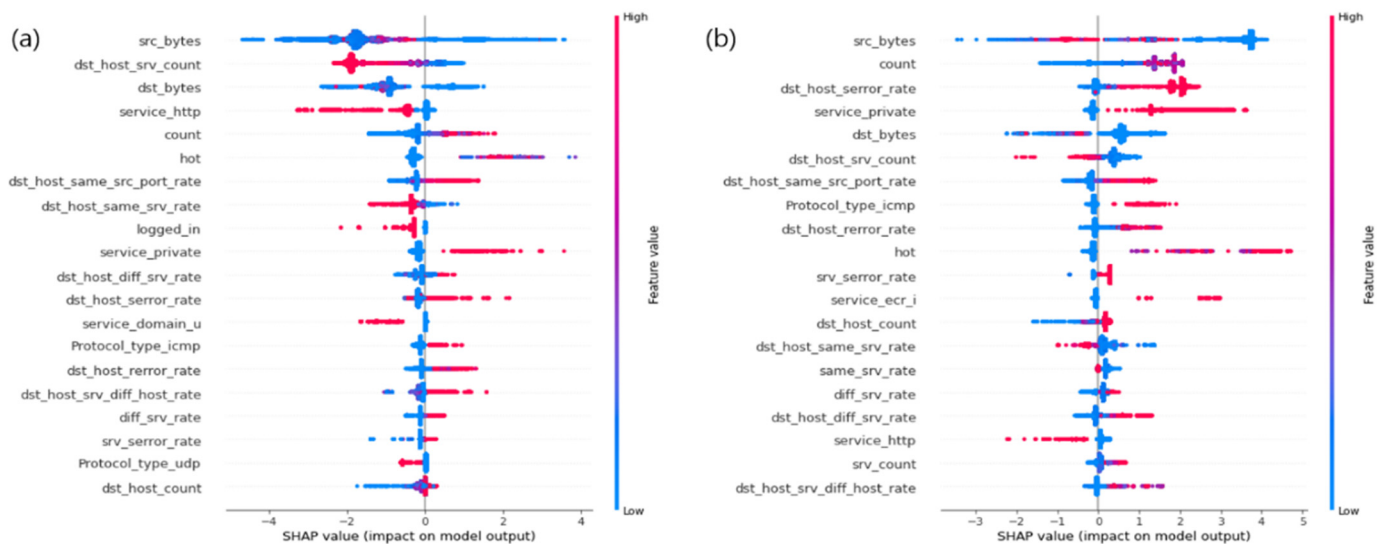 (a)
High
src_bytes
dst_host_srv_count
dst_bytes
service_http
count
hot
dst_host_same_src_port_rate
dst_host_same_srv_rate
logged_in
service_private
dst_host_diff_srv_rate
dst_host_serror_rate
service_domain_u
Protocol_type_icmp
dst_host_rerror_rate
dst_host_srv_diff_host_rate
diff_srv_rate
srv_serror_rate
Protocol_type_udp
dst_host_count
Feature value
Low
−4 −2 0 2 4
SHAP value (impact on model output)
(b)
High
src_bytes
count
dst_host_serror_rate
service_private
dst_bytes
dst_host_srv_count
dst_host_same_src_port_rate
Protocol_type_icmp
dst_host_rerror_rate
hot
srv_serror_rate
service_ecr_i
dst_host_count
dst_host_same_srv_rate
same_srv_rate
diff_srv_rate
dst_host_diff_srv_rate
service_http
srv_count
dst_host_srv_diff_host_rate
Feature value
Low
−3 −2 −1 0 1 2 3 4 5
SHAP value (impact on model output)